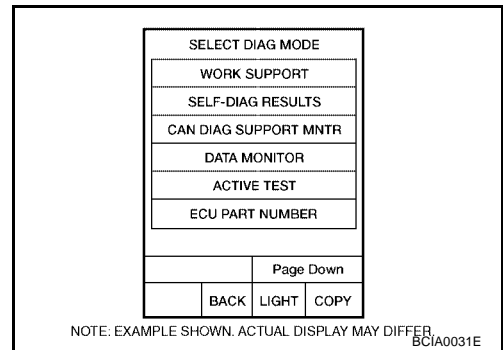 SELECT DIAG MODE
WORK SUPPORT
SELF-DIAG RESULTS
CAN DIAG SUPPORT MNTR
DATA MONITOR
ACTIVE TEST
ECU PART NUMBER
Page Down
BACK LIGHT COPY
NOTE: EXAMPLE SHOWN. ACTUAL DISPLAY MAY DIFFER.
BCIA0031E